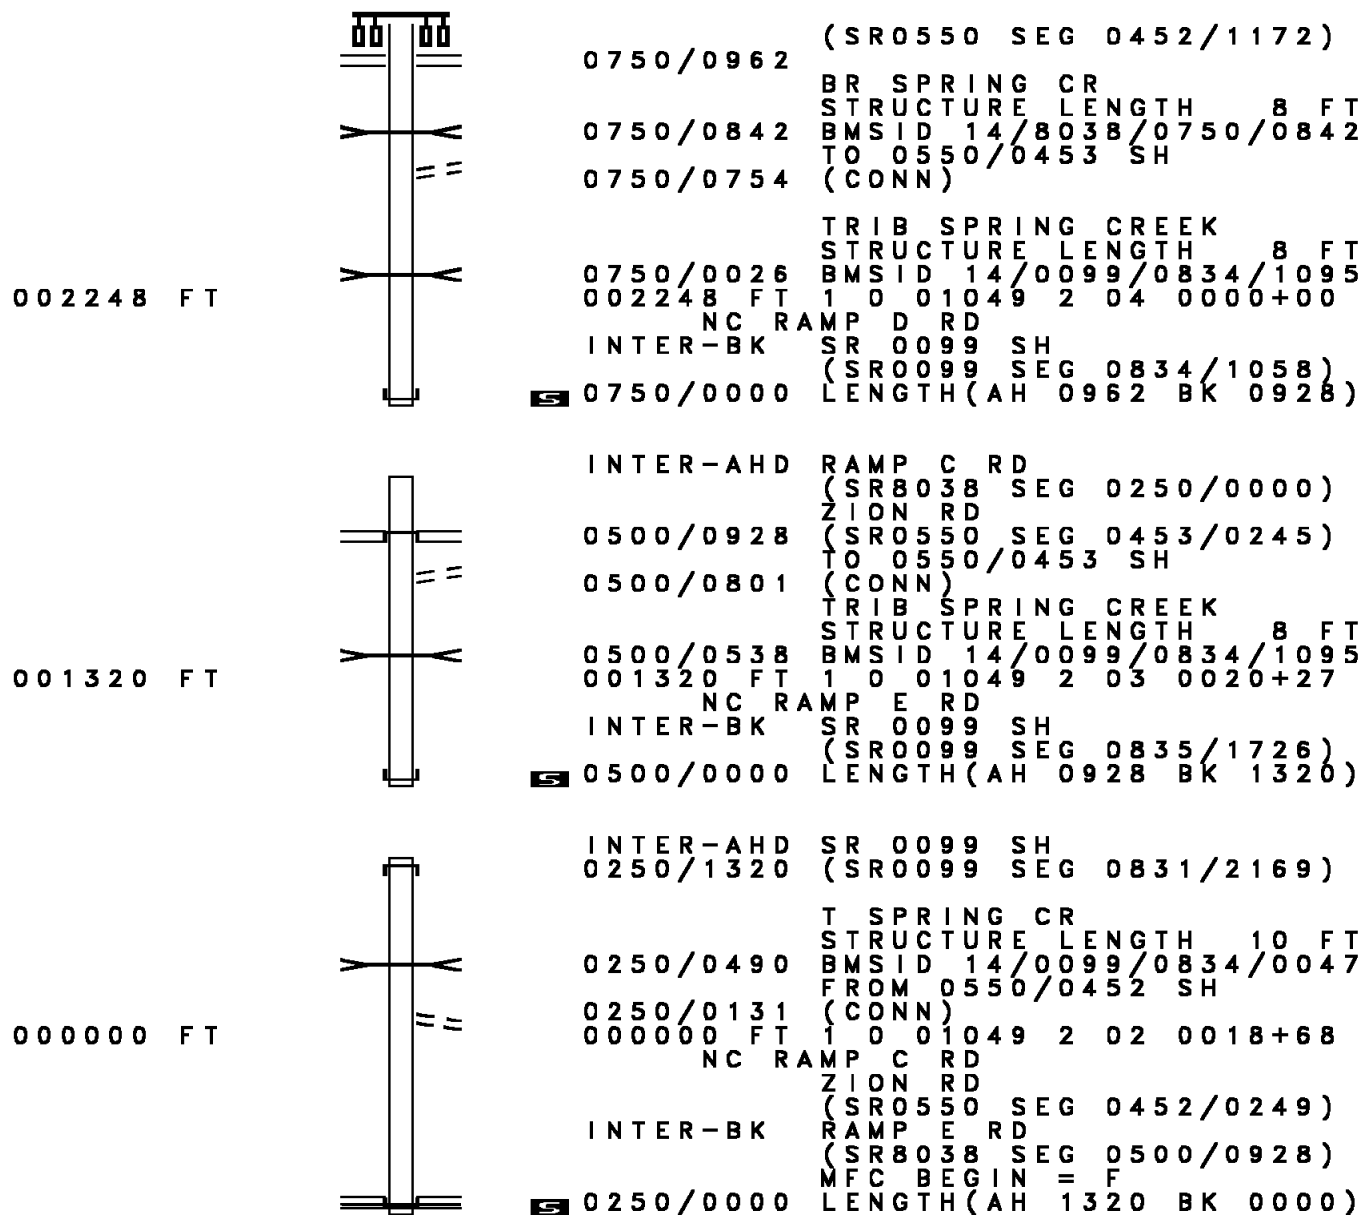 (SR0550 SEG 0452/1172)
0750/0962
BR SPRING CR
STRUCTURE LENGTH 8 FT
0750/0842 BMSID 14/8038/0750/0842
TO 0550/0453 SH
0750/0754 (CONN)
TRIB SPRING CREEK
STRUCTURE LENGTH 8 FT
0750/0026 BMSID 14/0099/0834/1095
002248 FT 002248 FT 1 0 01049 2 04 0000+00
NC RAMP D RD
INTER-BK SR 0099 SH
(SR0099 SEG 0834/1058)
S 0750/0000 LENGTH(AH 0962 BK 0928)
INTER-AHD RAMP C RD
(SR8038 SEG 0250/0000)
ZION RD
0500/0928 (SR0550 SEG 0453/0245)
TO 0550/0453 SH
0500/0801 (CONN)
TRIB SPRING CREEK
STRUCTURE LENGTH 8 FT
0500/0538 BMSID 14/0099/0834/1095
001320 FT 001320 FT 1 0 01049 2 03 0020+27
NC RAMP E RD
INTER-BK SR 0099 SH
(SR0099 SEG 0835/1726)
S 0500/0000 LENGTH(AH 0928 BK 1320)
INTER-AHD SR 0099 SH
0250/1320 (SR0099 SEG 0831/2169)
T SPRING CR
STRUCTURE LENGTH 10 FT
0250/0490 BMSID 14/0099/0834/0047
FROM 0550/0452 SH
0250/0131 (CONN)
000000 FT 000000 FT 1 0 01049 2 02 0018+68
NC RAMP C RD
ZION RD
(SR0550 SEG 0452/0249)
INTER-BK RAMP E RD
(SR8038 SEG 0500/0928)
MFC BEGIN = F
S 0250/0000 LENGTH(AH 1320 BK 0000)